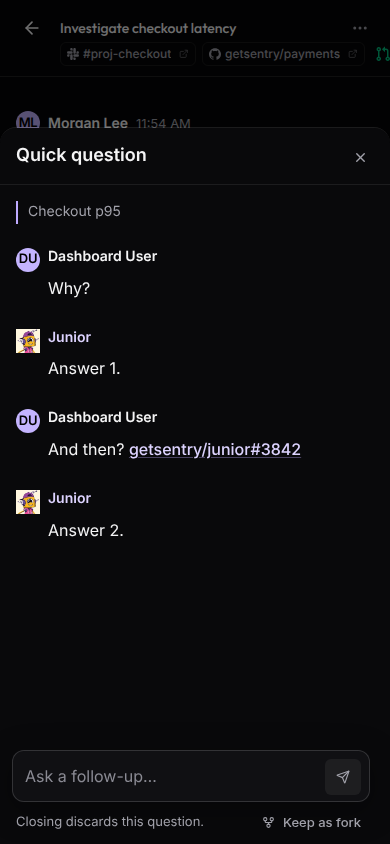 Investigate checkout latency
#proj-checkout
getsentry/payments
ML
Morgan Lee 11:54 AM
Quick question
Checkout p95
DU
Dashboard User
Why?
Junior
Answer 1.
DU
Dashboard User
And then? getsentry/junior#3842
Junior
Answer 2.
Ask a follow-up...
Closing discards this question.
Keep as fork